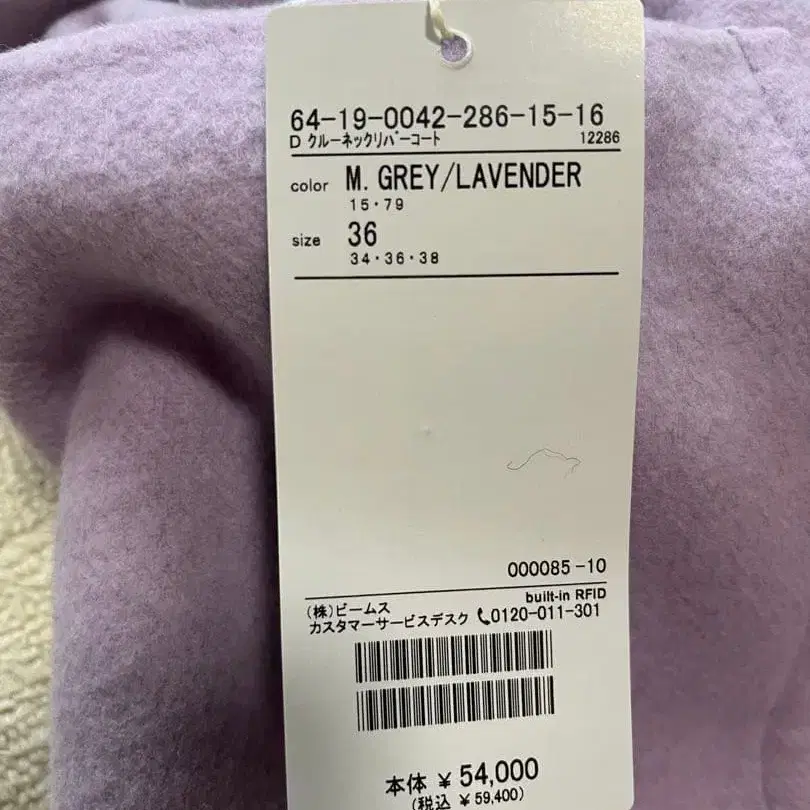 64-19-0042-286-15-16
D クルーネックリバーコート 12286
color M. GREY/LAVENDER
15・79
size 36
34・36・38
000085-10
built-in RFID
(株)ビームス
カスタマーサービスデスク 0120-011-301
本体 ¥54,000
(税込 ¥59,400)